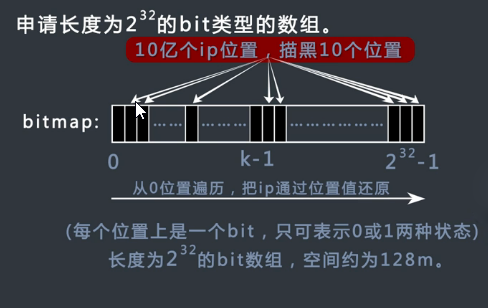 申请长度为2³²的bit类型的数组。
10亿个ip位置，描黑10个位置
bitmap: …… ……… ………………
0 k-1 2³²-1
从0位置遍历，把ip通过位置值还原
(每个位置上是一个bit，只可表示0或1两种状态)
长度为2³²的bit数组，空间约为128m。